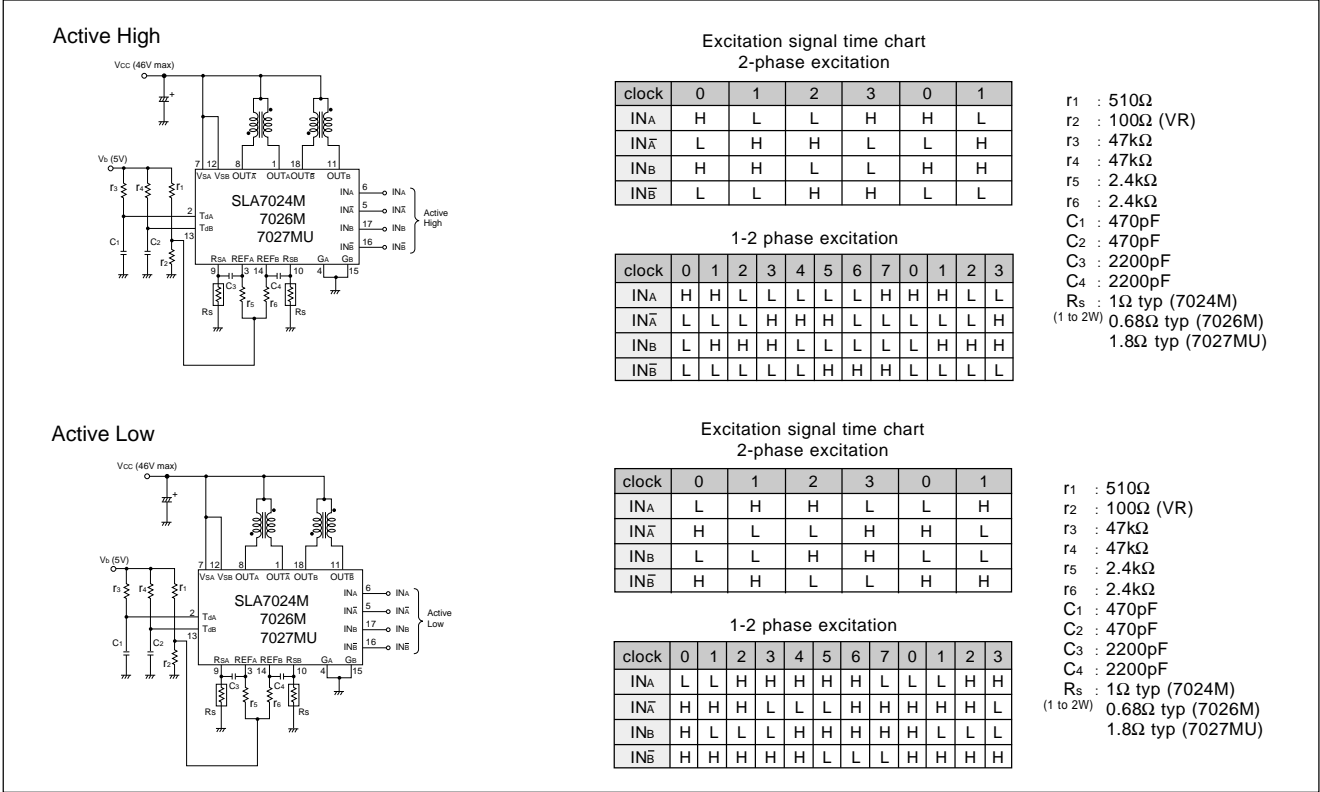 Active High
Vcc (46V max)
+
Vb (5V)
r3 r4 r1
7 12 8 1 18 11
VSA VSB OUTA̅ OUTA OUTB̅ OUTB
SLA7024M
7026M
7027MU
2 TdA
TdB
13
C1 C2 r2
INA 6 INA
INA̅ 5 INA̅
INB 17 INB
INB̅ 16 INB̅
Active
High
RSA REFA REFB RSB GA GB
9 3 14 10 4 15
C3 C4
Rs r5 r6 Rs
Excitation signal time chart
2-phase excitation
clock 0 1 2 3 0 1
INA H L L H H L
INA̅ L H H L L H
INB H H L L H H
INB̅ L L H H L L
1-2 phase excitation
clock 0 1 2 3 4 5 6 7 0 1 2 3
INA H H L L L L L H H H L L
INA̅ L L L H H H L L L L L H
INB L H H H L L L L L H H H
INB̅ L L L L L H H H L L L L
r1 : 510Ω
r2 : 100Ω (VR)
r3 : 47kΩ
r4 : 47kΩ
r5 : 2.4kΩ
r6 : 2.4kΩ
C1 : 470pF
C2 : 470pF
C3 : 2200pF
C4 : 2200pF
Rs : 1Ω typ (7024M)
(1 to 2W) 0.68Ω typ (7026M)
1.8Ω typ (7027MU)
Active Low
Vcc (46V max)
+
Vb (5V)
r3 r4 r1
7 12 8 1 18 11
VSA VSB OUTA OUTA̅ OUTB OUTB̅
SLA7024M
7026M
7027MU
2 TdA
TdB
13
C1 C2 r2
INA 6 INA
INA̅ 5 INA̅
INB 17 INB
INB̅ 16 INB̅
Active
Low
RSA REFA REFB RSB GA GB
9 3 14 10 4 15
C3 C4
Rs r5 r6 Rs
Excitation signal time chart
2-phase excitation
clock 0 1 2 3 0 1
INA L H H L L H
INA̅ H L L H H L
INB L L H H L L
INB̅ H H L L H H
1-2 phase excitation
clock 0 1 2 3 4 5 6 7 0 1 2 3
INA L L H H H H H L L L H H
INA̅ H H H L L L H H H H H L
INB H L L L H H H H H L L L
INB̅ H H H H H L L L H H H H
r1 : 510Ω
r2 : 100Ω (VR)
r3 : 47kΩ
r4 : 47kΩ
r5 : 2.4kΩ
r6 : 2.4kΩ
C1 : 470pF
C2 : 470pF
C3 : 2200pF
C4 : 2200pF
Rs : 1Ω typ (7024M)
(1 to 2W) 0.68Ω typ (7026M)
1.8Ω typ (7027MU)